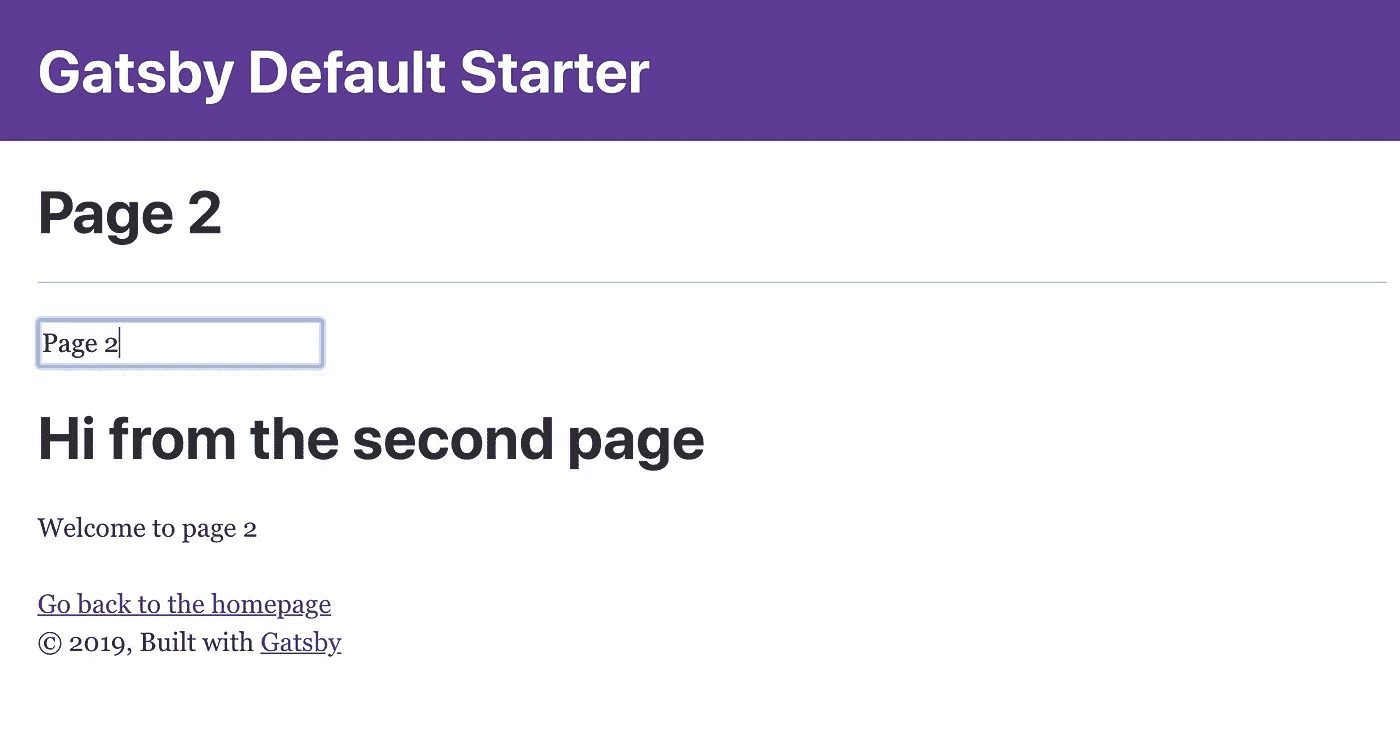 Gatsby Default Starter
Page 2
Page 2
Hi from the second page
Welcome to page 2
Go back to the homepage
© 2019, Built with Gatsby